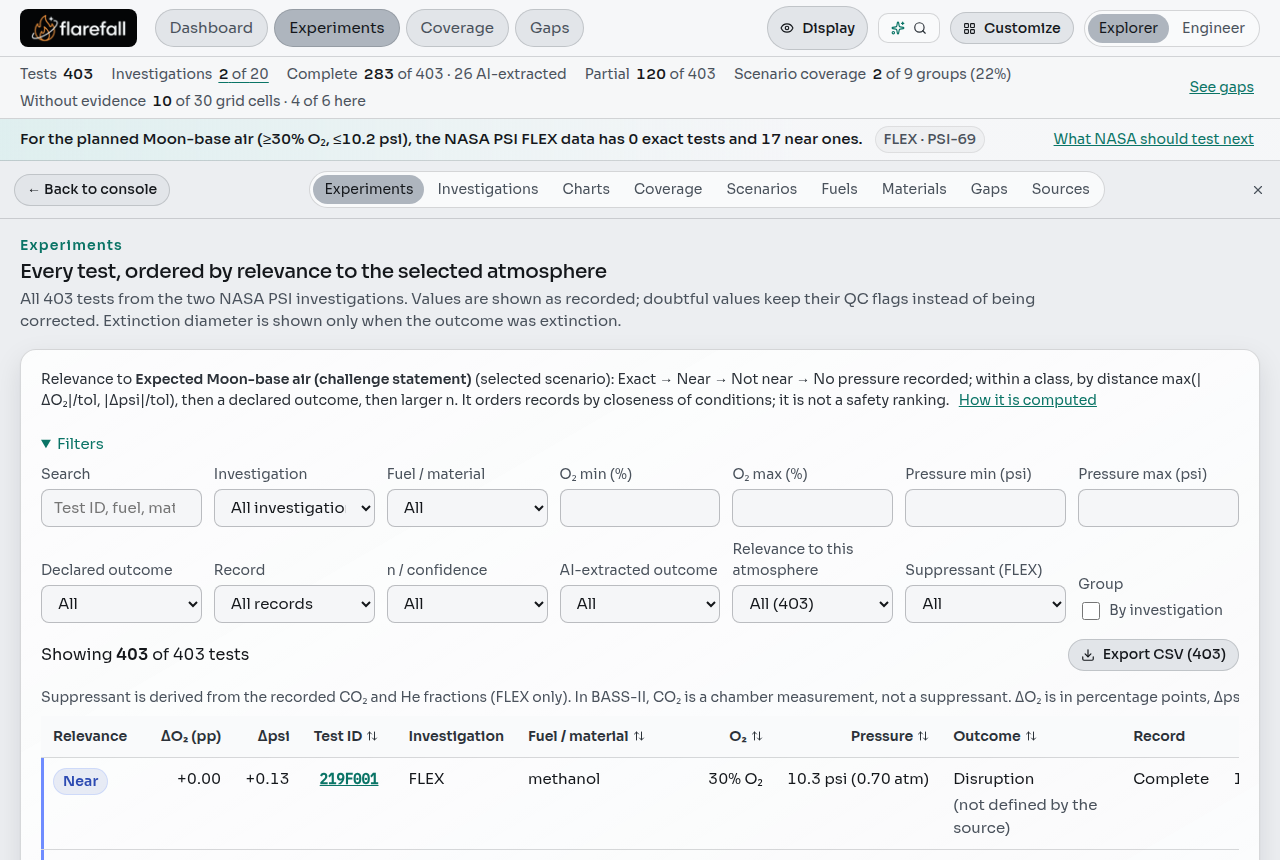 flarefall
Dashboard
Experiments
Coverage
Gaps
Display
Customize
Explorer
Engineer
Tests 403 Investigations 2 of 20 Complete 283 of 403 · 26 AI-extracted Partial 120 of 403 Scenario coverage 2 of 9 groups (22%)
Without evidence 10 of 30 grid cells · 4 of 6 here
See gaps
For the planned Moon-base air (≥30% O₂, ≤10.2 psi), the NASA PSI FLEX data has 0 exact tests and 17 near ones.
FLEX · PSI-69
What NASA should test next
← Back to console
Experiments
Investigations
Charts
Coverage
Scenarios
Fuels
Materials
Gaps
Sources
×
Experiments
Every test, ordered by relevance to the selected atmosphere
All 403 tests from the two NASA PSI investigations. Values are shown as recorded; doubtful values keep their QC flags instead of being
corrected. Extinction diameter is shown only when the outcome was extinction.
Relevance to Expected Moon-base air (challenge statement) (selected scenario): Exact → Near → Not near → No pressure recorded; within a class, by distance max(|
ΔO₂|/tol, |Δpsi|/tol), then a declared outcome, then larger n. It orders records by closeness of conditions; it is not a safety ranking. How it is computed
▼ Filters
Search
Investigation
Fuel / material
O₂ min (%)
O₂ max (%)
Pressure min (psi)
Pressure max (psi)
Test ID, fuel, mat
All investigatio
All
Declared outcome
Record
n / confidence
AI-extracted outcome
Relevance to this
atmosphere
Suppressant (FLEX)
Group
All
All records
All
All
All (403)
All
By investigation
Showing 403 of 403 tests
Export CSV (403)
Suppressant is derived from the recorded CO₂ and He fractions (FLEX only). In BASS-II, CO₂ is a chamber measurement, not a suppressant. ΔO₂ is in percentage points, Δps
Relevance
ΔO₂ (pp)
Δpsi
Test ID ↑↓
Investigation
Fuel / material ↑↓
O₂ ↑↓
Pressure ↑↓
Outcome ↑↓
Record
Near
+0.00
+0.13
219F001
FLEX
methanol
30% O₂
10.3 psi (0.70 atm)
Disruption
(not defined by the
source)
Complete